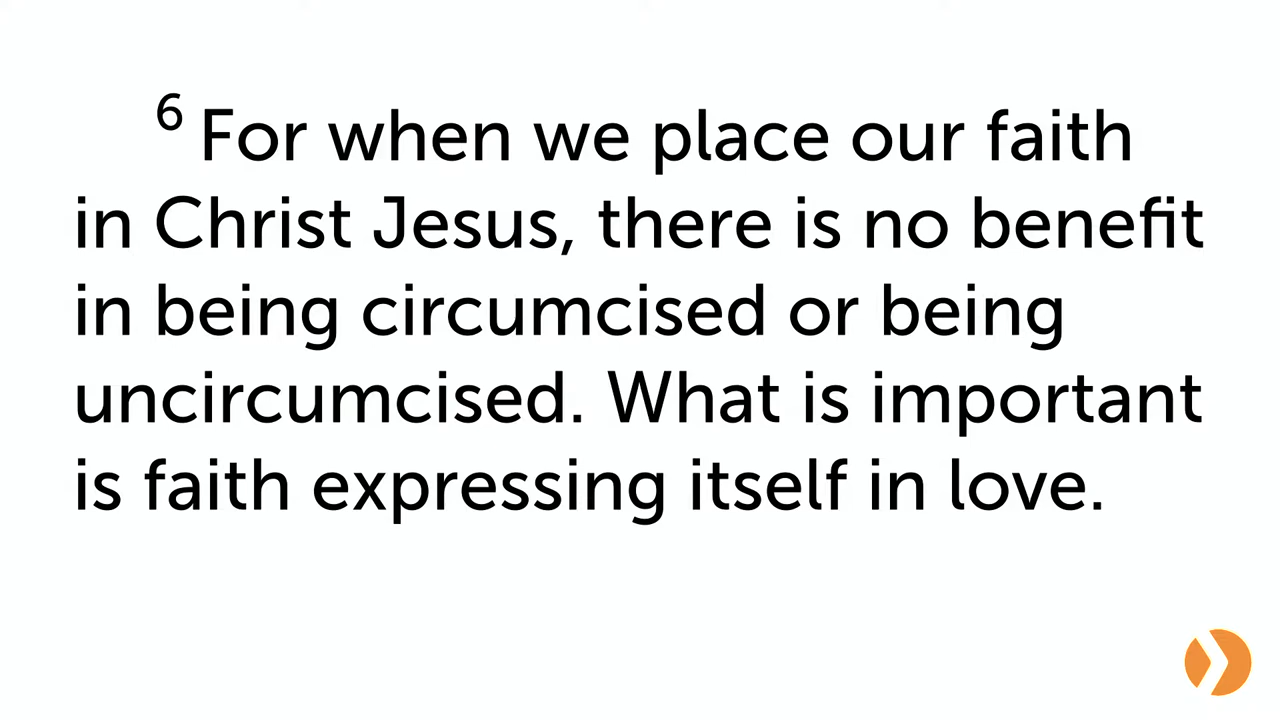 6 For when we place our faith
in Christ Jesus, there is no benefit
in being circumcised or being
uncircumcised. What is important
is faith expressing itself in love.